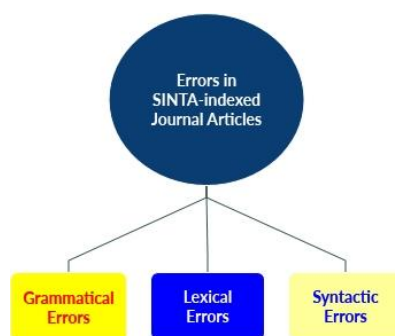 Errors in
SINTA-indexed
Journal Articles
Grammatical
Errors
Lexical
Errors
Syntactic
Errors